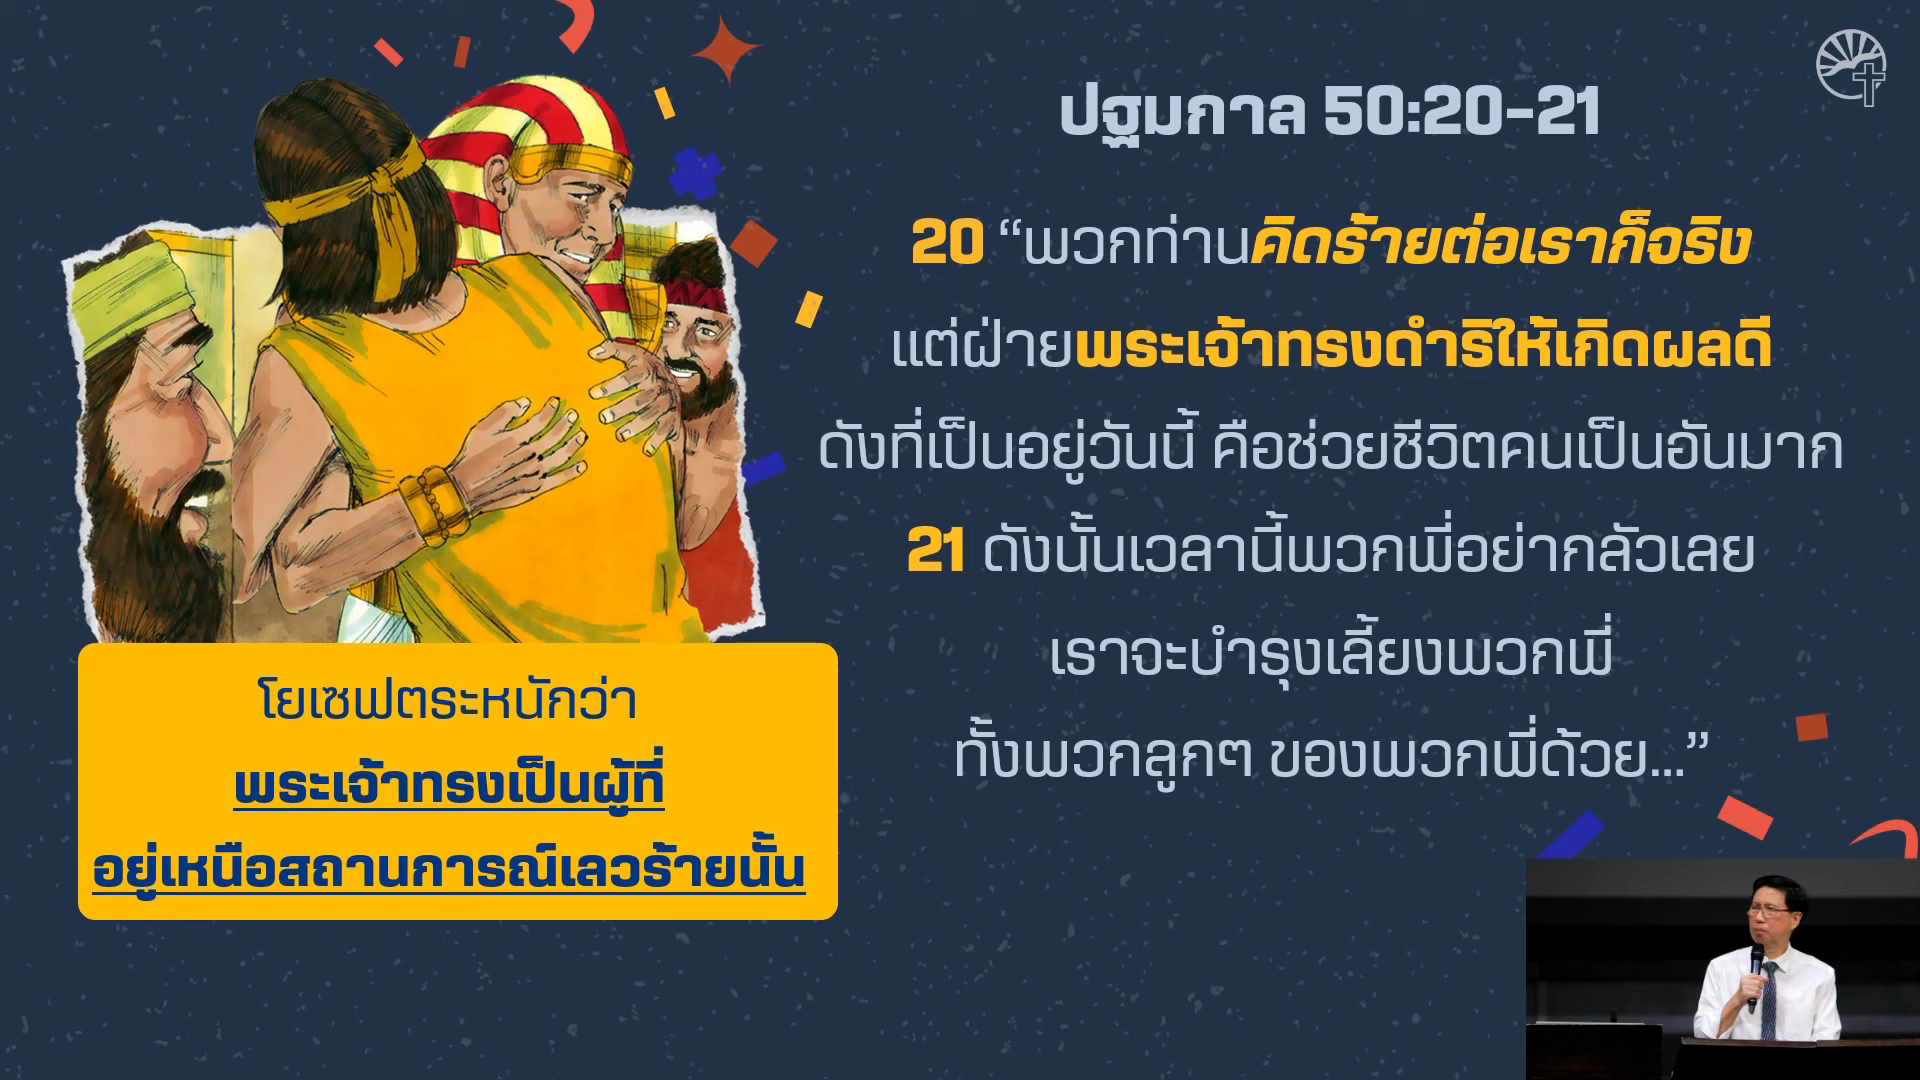 ปฐมกาล 50:20-21
20 “พวกท่านคิดร้ายต่อเราก็จริง
แต่ฝ่ายพระเจ้าทรงดำริให้เกิดผลดี
ดังที่เป็นอยู่วันนี้ คือช่วยชีวิตคนเป็นอันมาก
21 ดังนั้นเวลานี้พวกพี่อย่ากลัวเลย
เราจะบำรุงเลี้ยงพวกพี่
ทั้งพวกลูกๆ ของพวกพี่ด้วย...”
โยเซฟตระหนักว่า
พระเจ้าทรงเป็นผู้ที่
อยู่เหนือสถานการณ์เลวร้ายนั้น